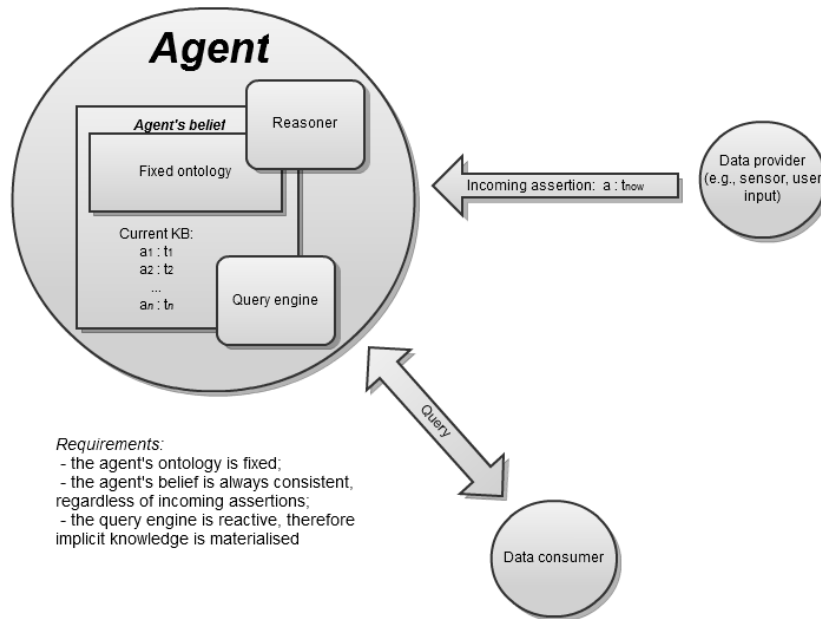 Agent
Reasoner
Agent's belief
Fixed ontology
Current KB:
a1 : t1
a2 : t2
...
an : tn
Query engine
Incoming assertion: a : tnow
Data provider
(e.g., sensor, user
input)
Query
Data consumer
Requirements:
- the agent's ontology is fixed;
- the agent's belief is always consistent,
regardless of incoming assertions;
- the query engine is reactive, therefore
implicit knowledge is materialised